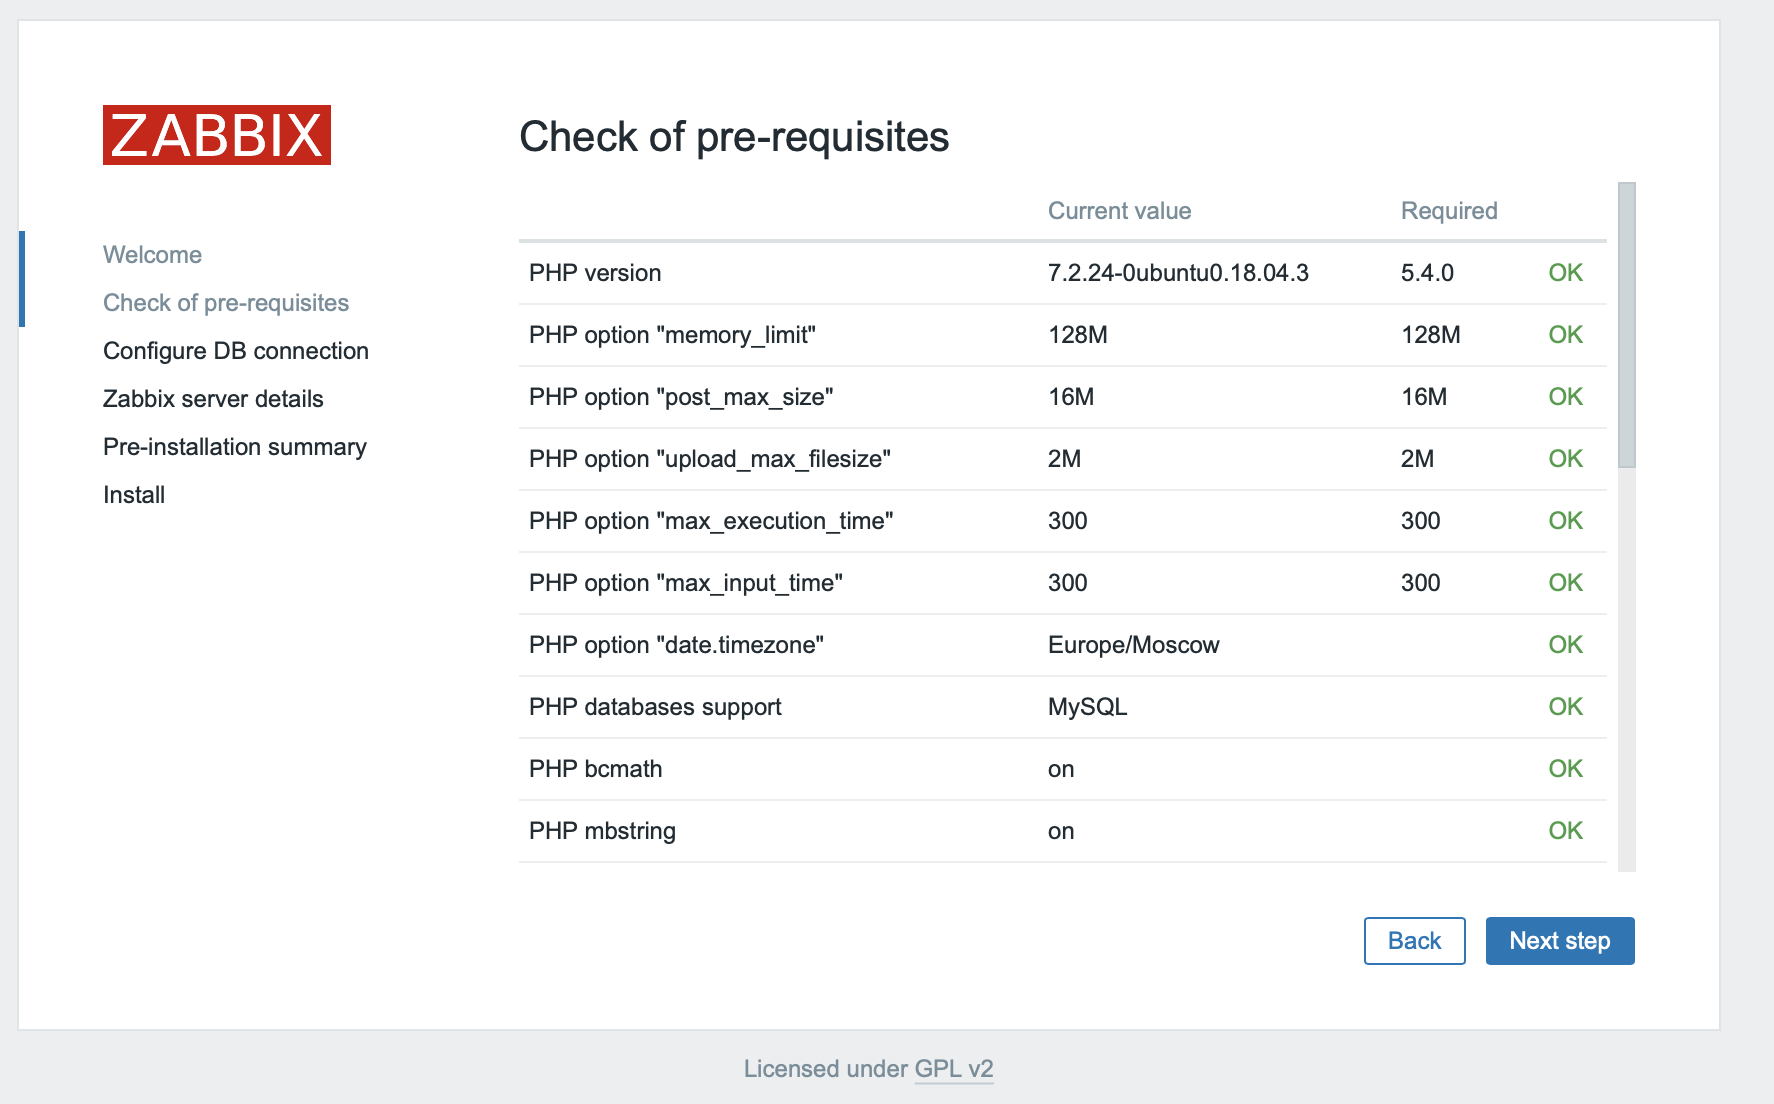 ZABBIX
Welcome
Check of pre-requisites
Configure DB connection
Zabbix server details
Pre-installation summary
Install
Check of pre-requisites
Current value Required
PHP version 7.2.24-0ubuntu0.18.04.3 5.4.0 OK
PHP option "memory_limit" 128M 128M OK
PHP option "post_max_size" 16M 16M OK
PHP option "upload_max_filesize" 2M 2M OK
PHP option "max_execution_time" 300 300 OK
PHP option "max_input_time" 300 300 OK
PHP option "date.timezone" Europe/Moscow OK
PHP databases support MySQL OK
PHP bcmath on OK
PHP mbstring on OK
Back Next step
Licensed under GPL v2